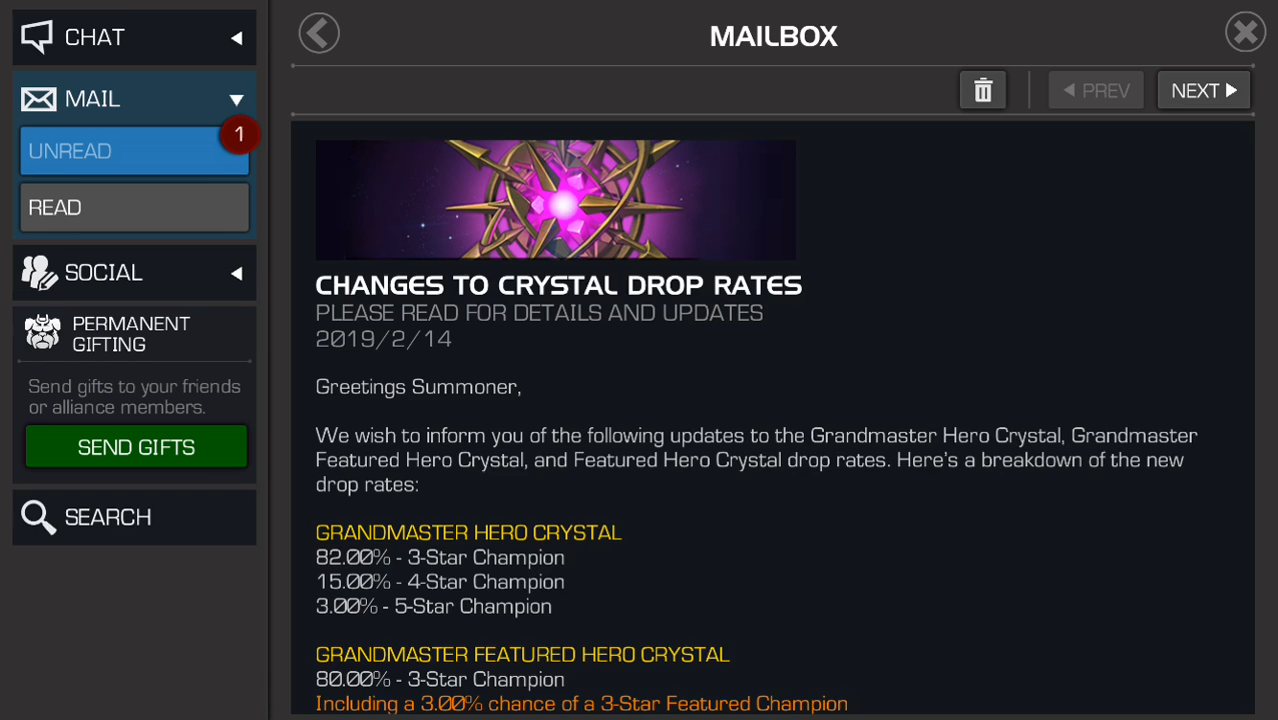 CHAT
MAIL
1
UNREAD
READ
SOCIAL
PERMANENT
GIFTING
Send gifts to your friends
or alliance members.
SEND GIFTS
SEARCH
MAILBOX
PREV
NEXT
CHANGES TO CRYSTAL DROP RATES
PLEASE READ FOR DETAILS AND UPDATES
2019/2/14
Greetings Summoner,
We wish to inform you of the following updates to the Grandmaster Hero Crystal, Grandmaster
Featured Hero Crystal, and Featured Hero Crystal drop rates. Here's a breakdown of the new
drop rates:
GRANDMASTER HERO CRYSTAL
82.00% - 3-Star Champion
15.00% - 4-Star Champion
3.00% - 5-Star Champion
GRANDMASTER FEATURED HERO CRYSTAL
80.00% - 3-Star Champion
Including a 3.00% chance of a 3-Star Featured Champion